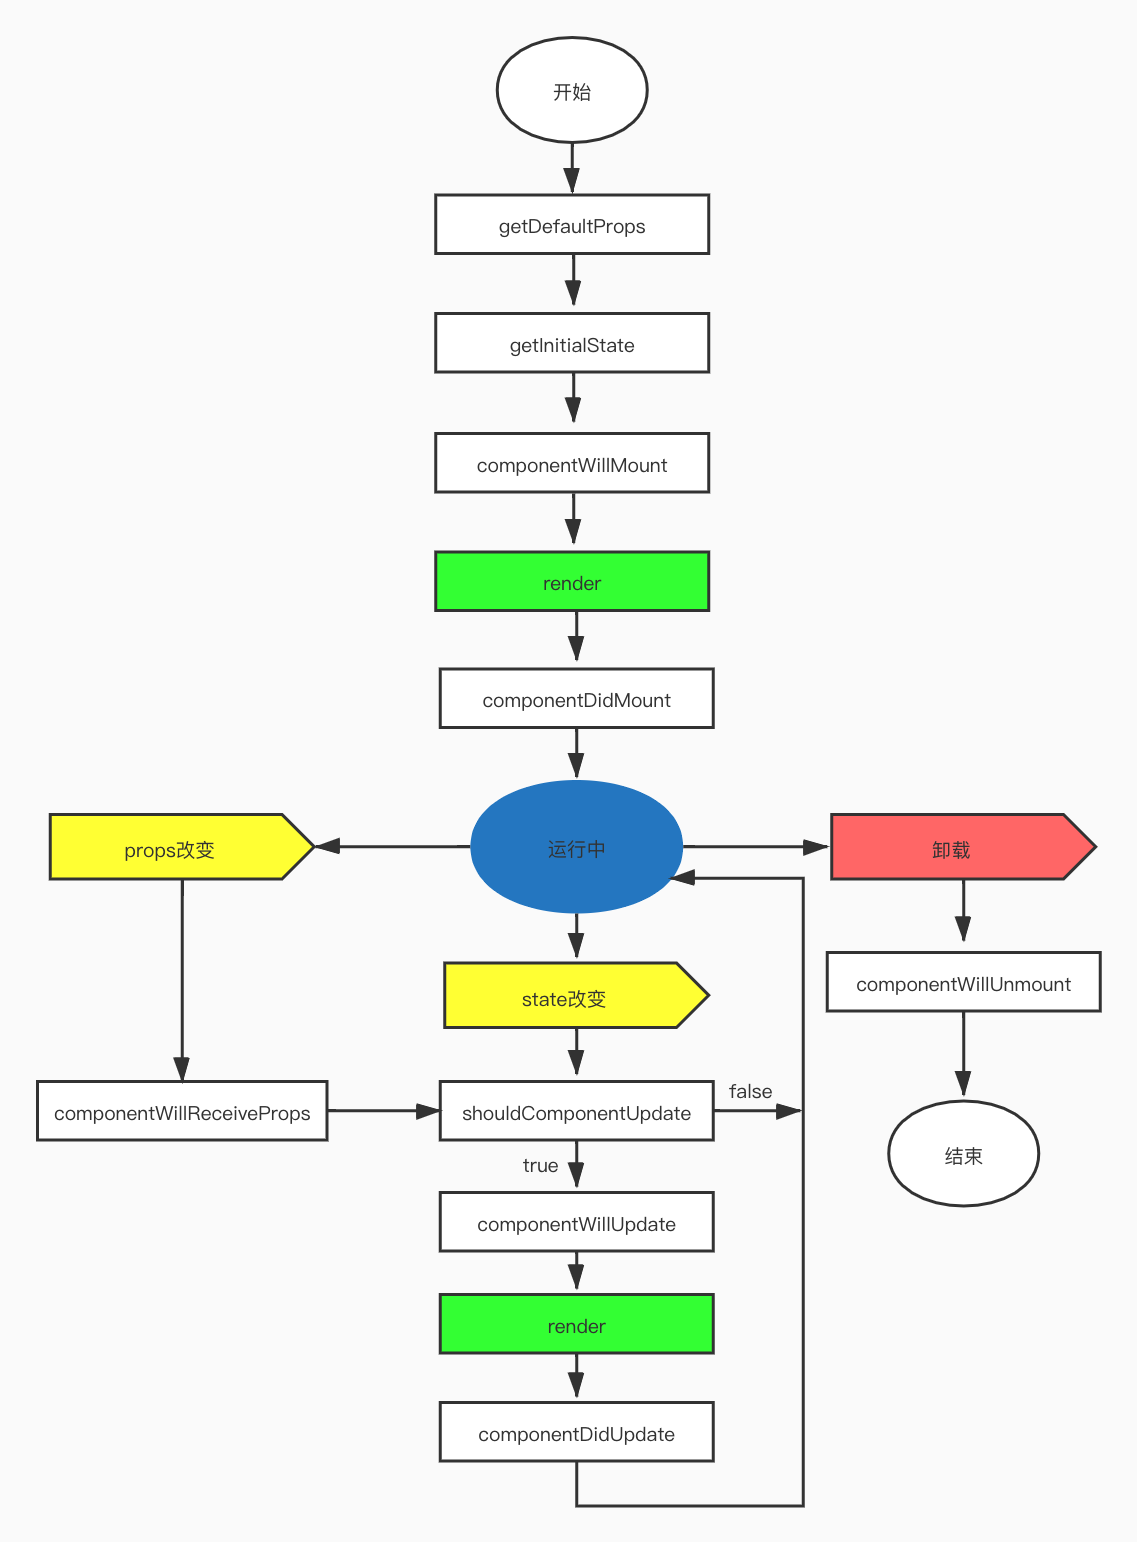 开始
getDefaultProps
getInitialState
componentWillMount
render
componentDidMount
props改变
运行中
卸载
state改变
componentWillUnmount
componentWillReceiveProps
shouldComponentUpdate
false
true
结束
componentWillUpdate
render
componentDidUpdate